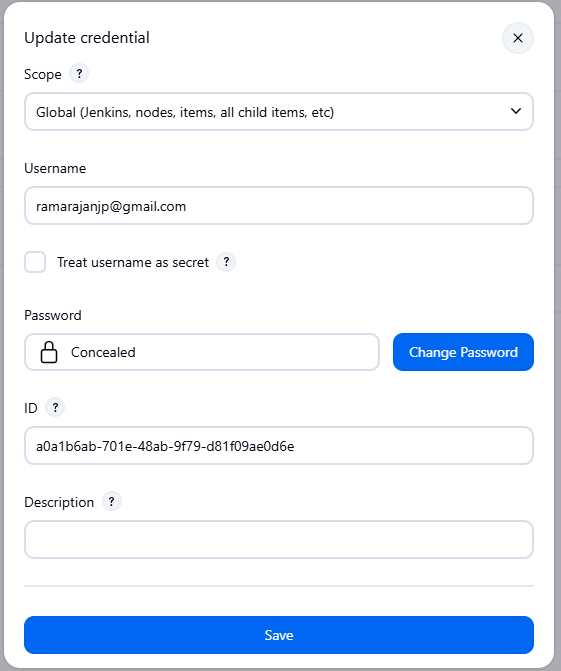 Update credential
Scope ?
Global (Jenkins, nodes, items, all child items, etc)
Username
ramarajanjp@gmail.com
Treat username as secret ?
Password
Concealed
Change Password
ID ?
a0a1b6ab-701e-48ab-9f79-d81f09ae0d6e
Description ?
Save